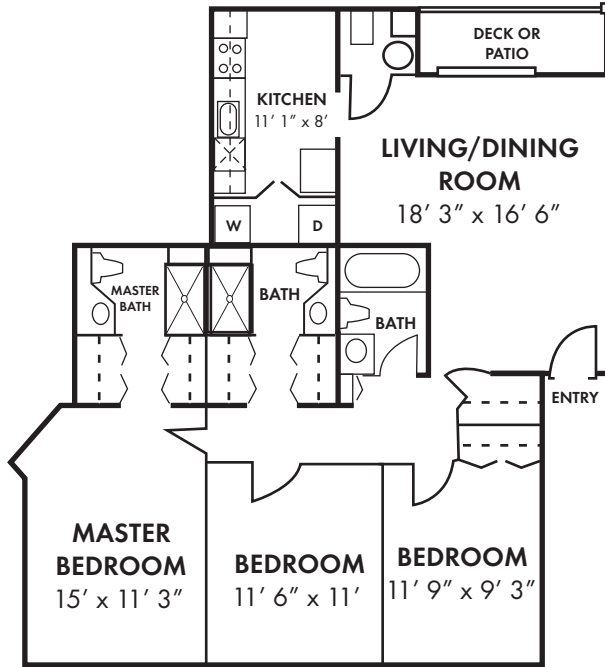 DECK OR
PATIO
KITCHEN
11’ 1” x 8’
LIVING/DINING
ROOM
18’ 3” x 16’ 6”
W
D
MASTER
BATH
BATH
BATH
ENTRY
MASTER
BEDROOM
15’ x 11’ 3”
BEDROOM
11’ 6” x 11’
BEDROOM
11’ 9” x 9’ 3”